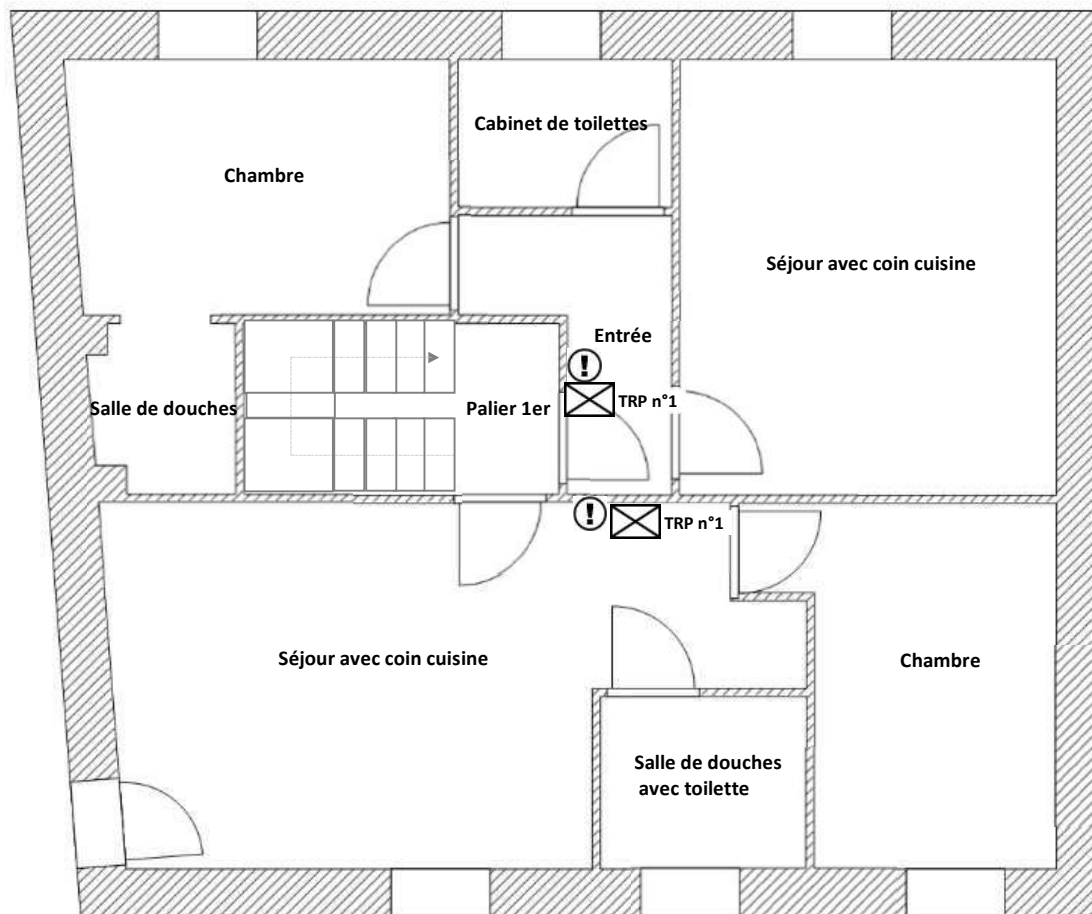 Cabinet de toilettes
Chambre
Séjour avec coin cuisine
Entrée
!
TRP n°1
Salle de douches
Palier 1er
!
TRP n°1
Séjour avec coin cuisine
Chambre
Salle de douches
avec toilette